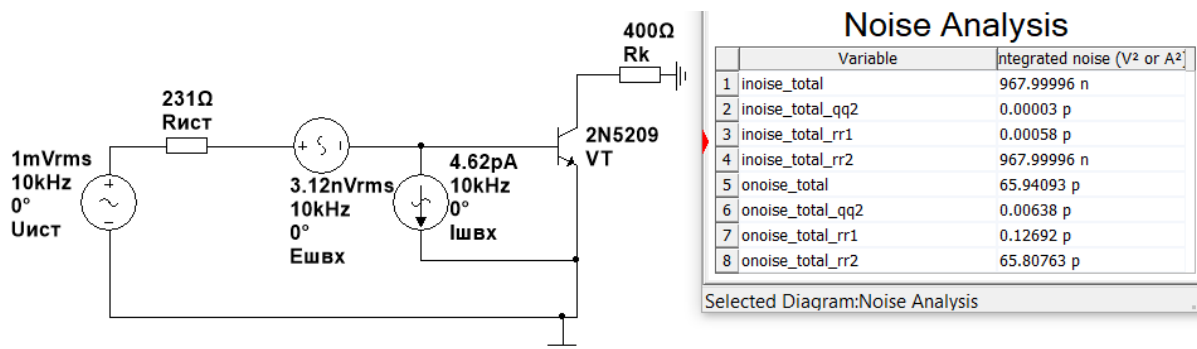 400Ω
Rk
231Ω
Rист
2N5209
VT
1mVrms
10kHz
0°
Uист
3.12nVrms
10kHz
0°
Eшвх
4.62pA
10kHz
0°
Iшвх
Noise Analysis
Variable ntegrated noise (V² or A²)
1 inoise_total 967.99996 n
2 inoise_total_qq2 0.00003 p
3 inoise_total_rr1 0.00058 p
4 inoise_total_rr2 967.99996 n
5 onoise_total 65.94093 p
6 onoise_total_qq2 0.00638 p
7 onoise_total_rr1 0.12692 p
8 onoise_total_rr2 65.80763 p
Selected Diagram:Noise Analysis